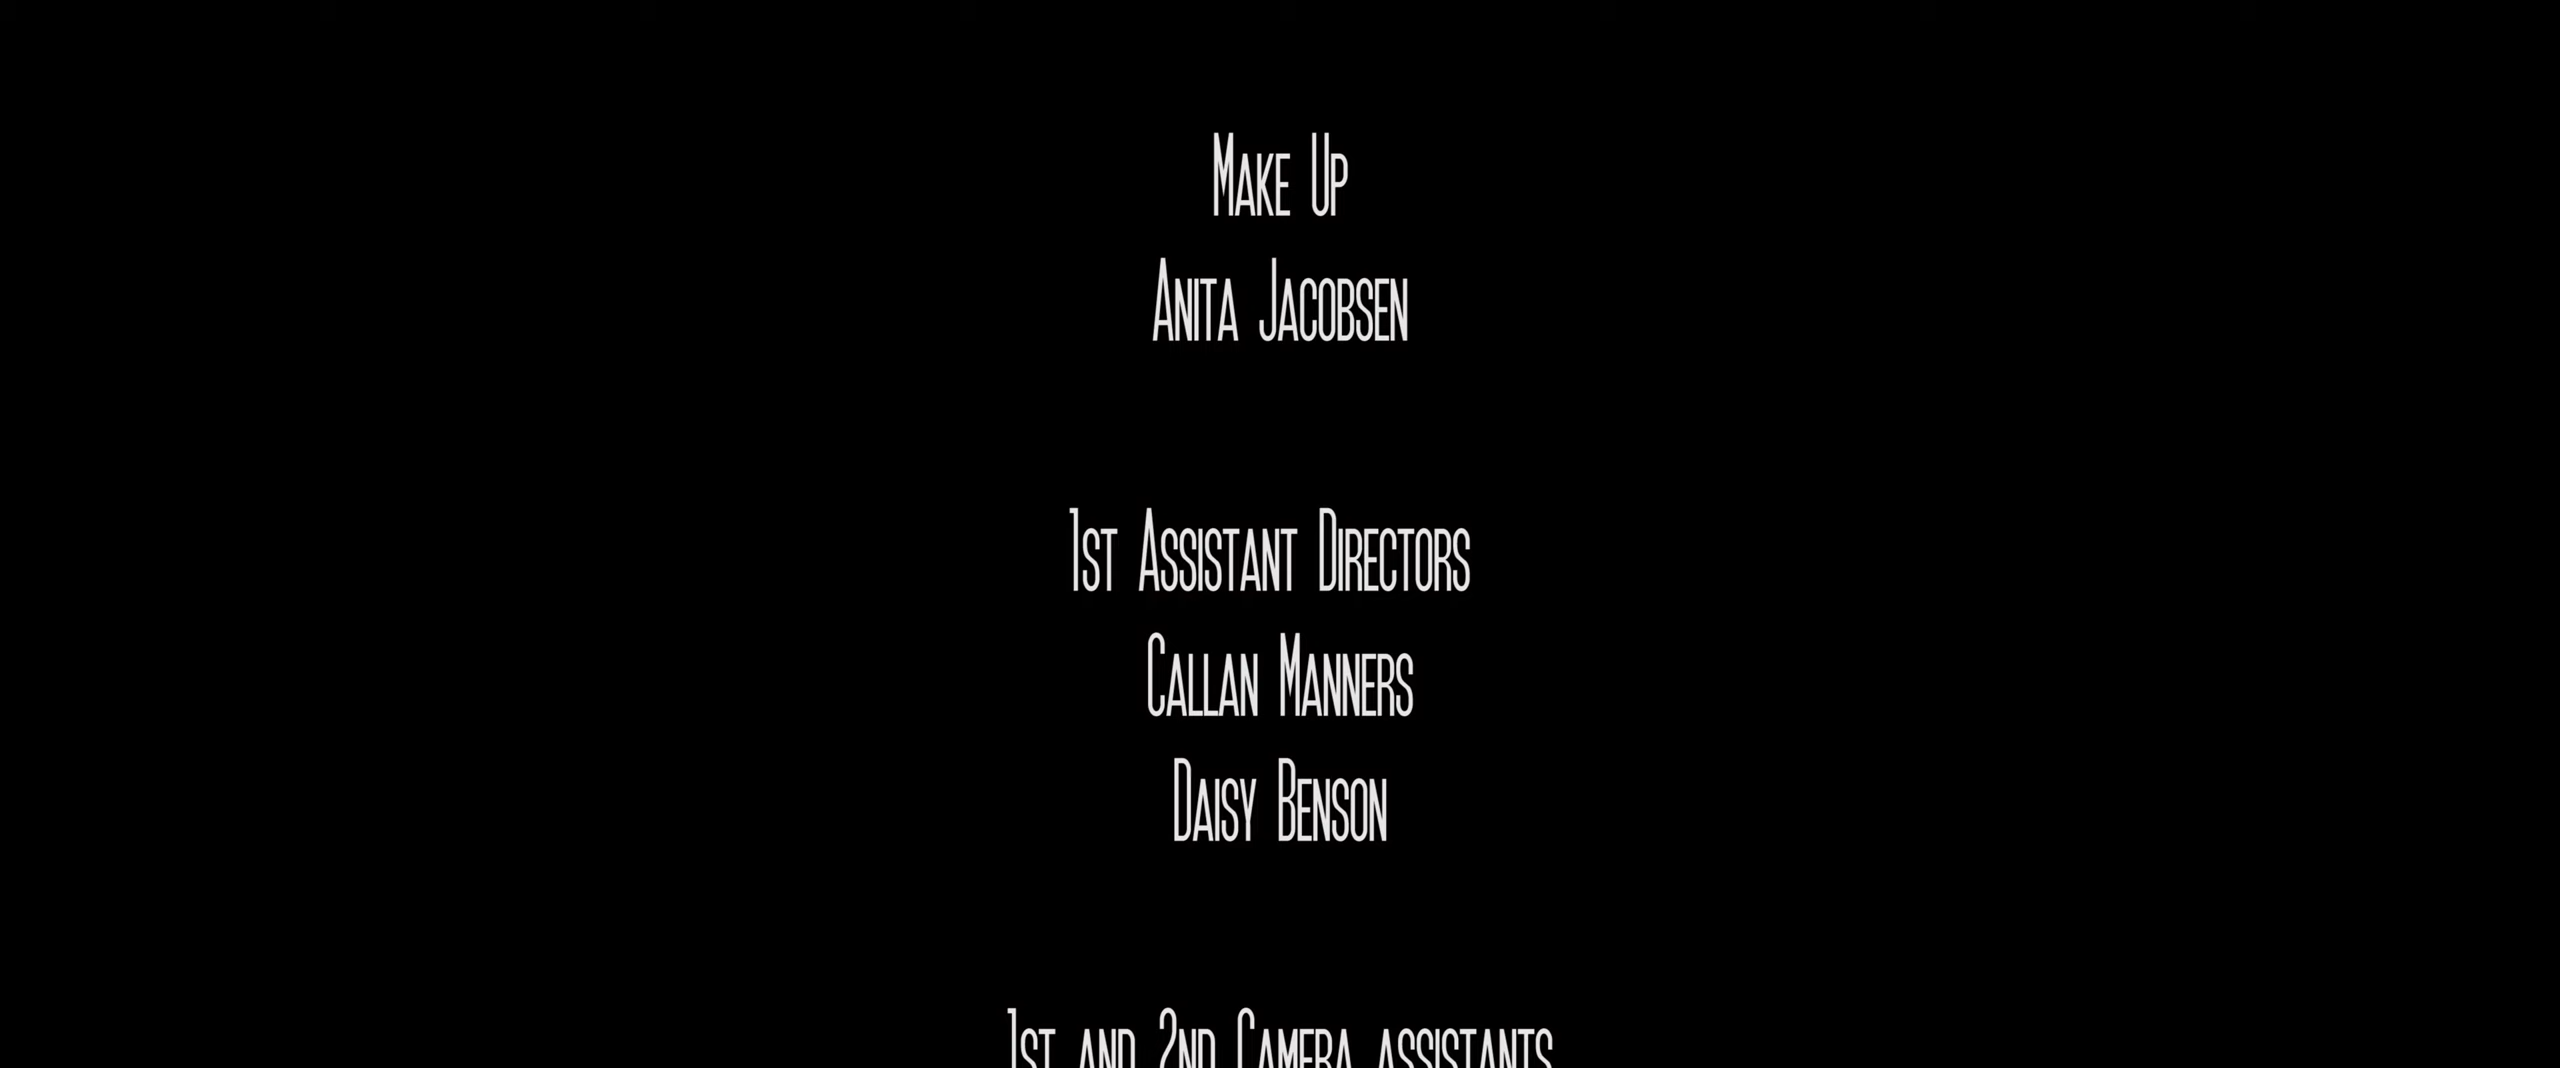 Make Up
Anita Jacobsen
1st Assistant Directors
Callan Manners
Daisy Benson
1st and 2nd Camera assistants